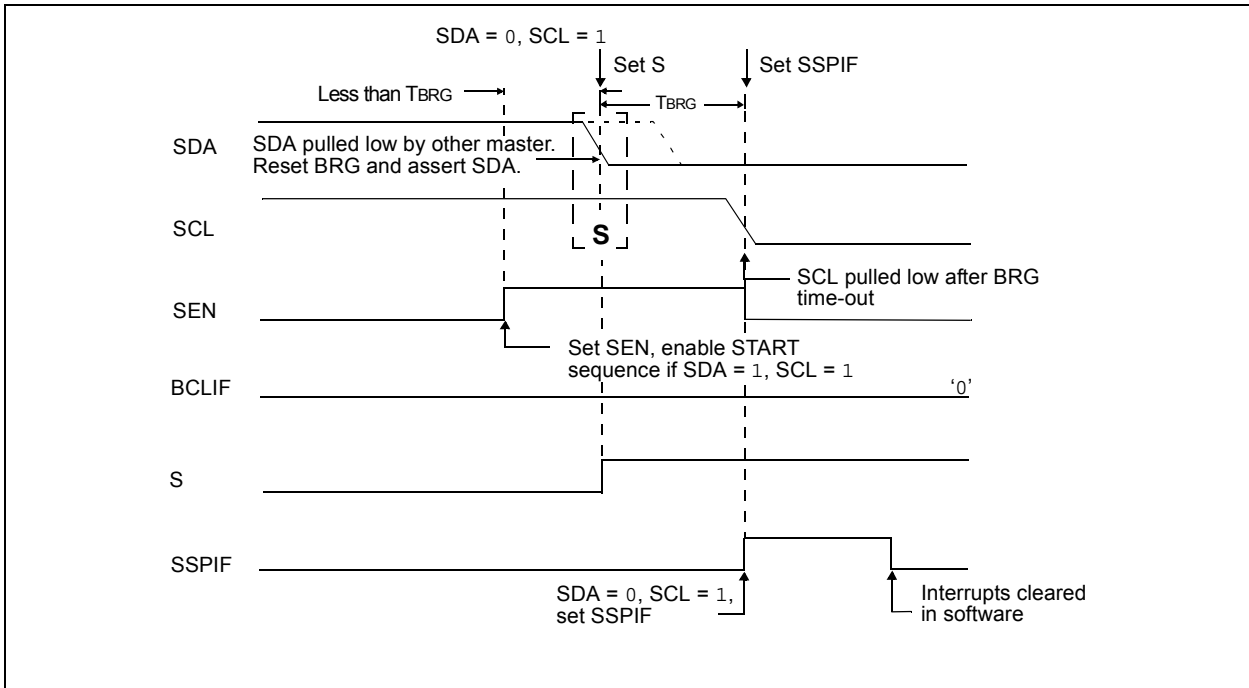 SDA = 0, SCL = 1
Set S
Set SSPIF
Less than TBRG
TBRG
SDA
SDA pulled low by other master.
Reset BRG and assert SDA.
SCL
S
SCL pulled low after BRG
time-out
SEN
Set SEN, enable START
sequence if SDA = 1, SCL = 1
BCLIF
‘0’
S
SSPIF
SDA = 0, SCL = 1,
set SSPIF
Interrupts cleared
in software